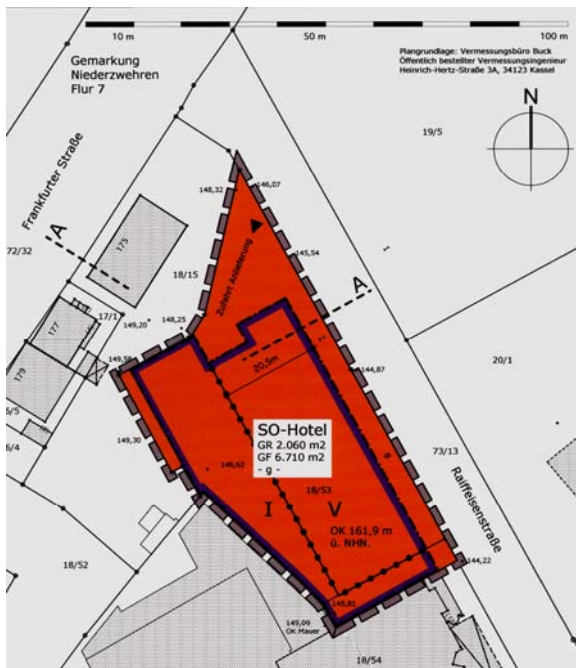 10 m
50 m
100 m
Gemarkung
Niederzwehren
Flur 7
Plangrundlage: Vermessungsbüro Buck
Öffentlich bestellter Vermessungsingenieur
Heinrich-Hertz-Straße 3A, 34123 Kassel
N
19/5
Frankfurter Straße
A
148,32
146,07
175
72/32
18/15
Zufahrt Anlieferung
145,54
1
A
17/1
149,20
148,25
177
149,58
179
20,5m
144,87
20/1
6/5
6/4
SO-Hotel
GR 2.060 m2
GF 6.710 m2
- g -
149,30
148,62
18/53
I
V
73/13
Raiffeisenstraße
OK 161,9 m
ü. NHN.
18/52
144,22
145,81
149,09
OK Mauer
18/54